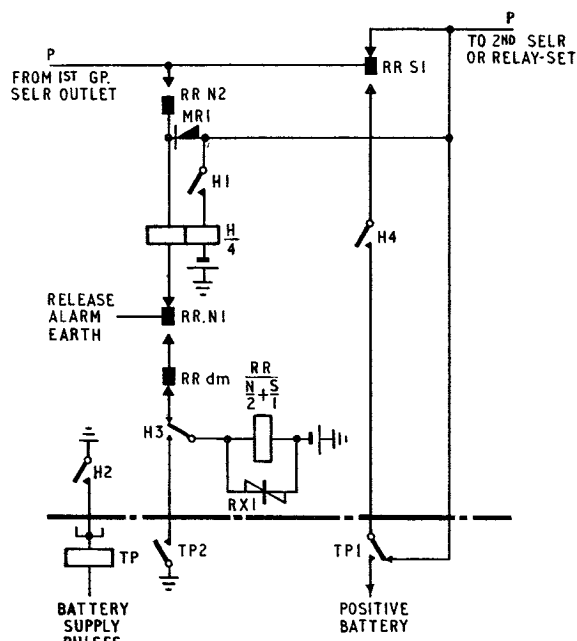 P
P
FROM 1ST GP.
SELR OUTLET
TO 2ND SELR
OR RELAY-SET
RR S1
RR N2
MR1
H1
H
4
H4
RELEASE
ALARM
EARTH
RR.N1
RR dm
RR
N + S
2 1
H3
H2
RX1
TP
TP2
TP1
BATTERY
SUPPLY
PULSES
POSITIVE
BATTERY